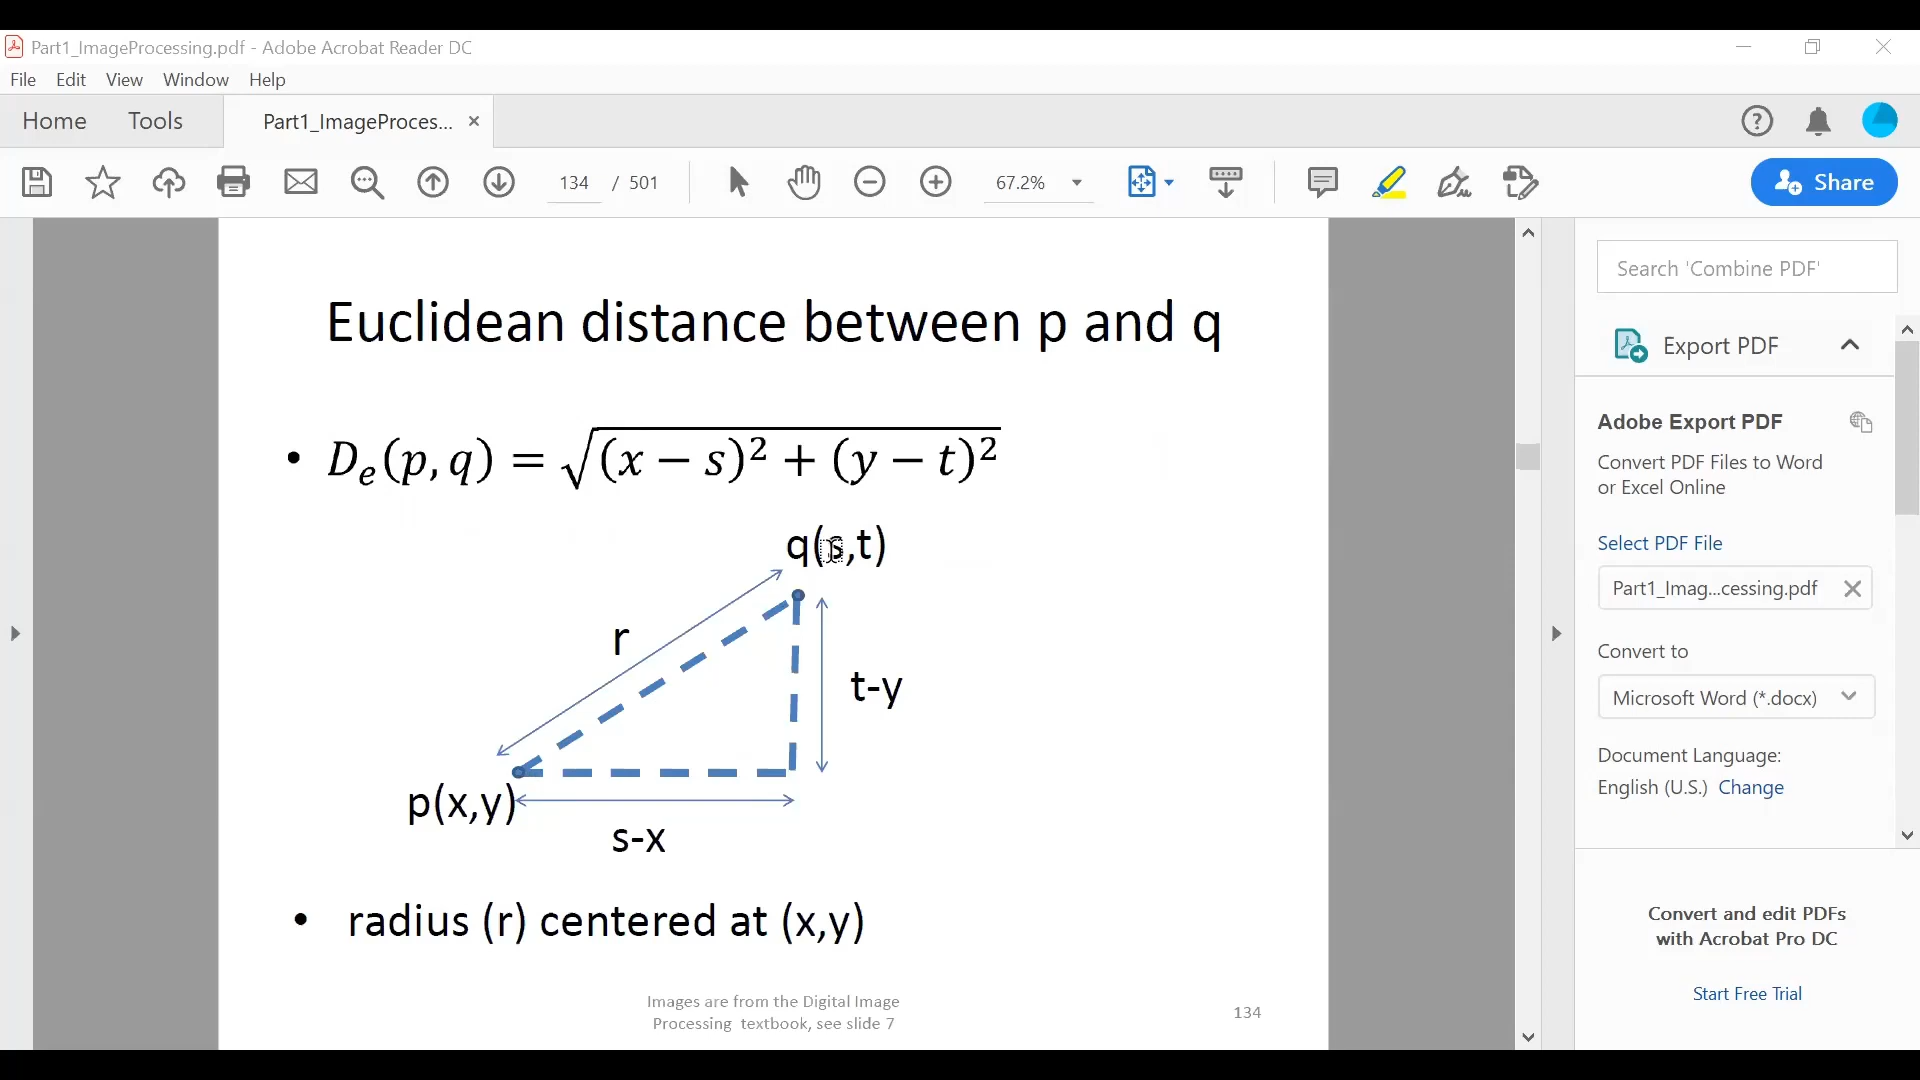 Part1_ImageProcessing.pdf - Adobe Acrobat Reader DC
File Edit View Window Help
Home Tools Part1_ImageProces... ×
134 / 501 67.2% Share
Euclidean distance between p and q
• Dₑ(p, q) = √(x − s)² + (y − t)²
q(s,t)
r
t-y
p(x,y)
s-x
• radius (r) centered at (x,y)
Images are from the Digital Image
Processing textbook, see slide 7
134
Search 'Combine PDF'
Export PDF
Adobe Export PDF
Convert PDF Files to Word
or Excel Online
Select PDF File
Part1_Imag...cessing.pdf
Convert to
Microsoft Word (*.docx)
Document Language:
English (U.S.) Change
Convert and edit PDFs
with Acrobat Pro DC
Start Free Trial